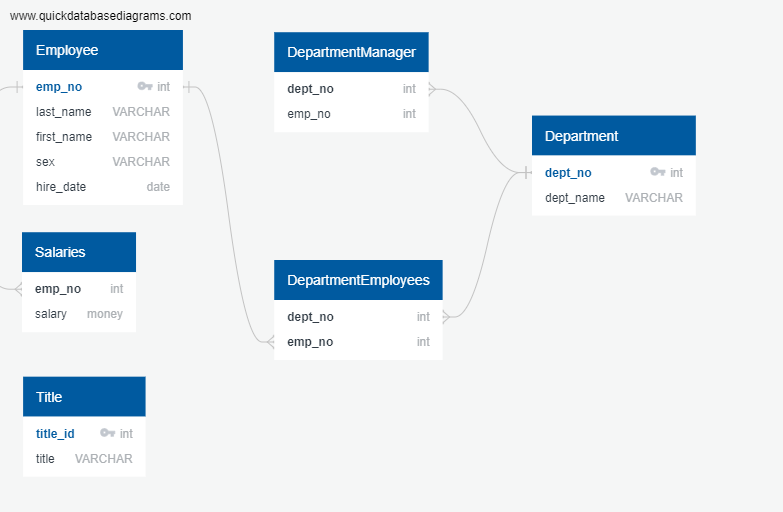 www.quickdatabasediagrams.com
Employee
emp_no int
last_name VARCHAR
first_name VARCHAR
sex VARCHAR
hire_date date
Salaries
emp_no int
salary money
Title
title_id int
title VARCHAR
DepartmentManager
dept_no int
emp_no int
DepartmentEmployees
dept_no int
emp_no int
Department
dept_no int
dept_name VARCHAR